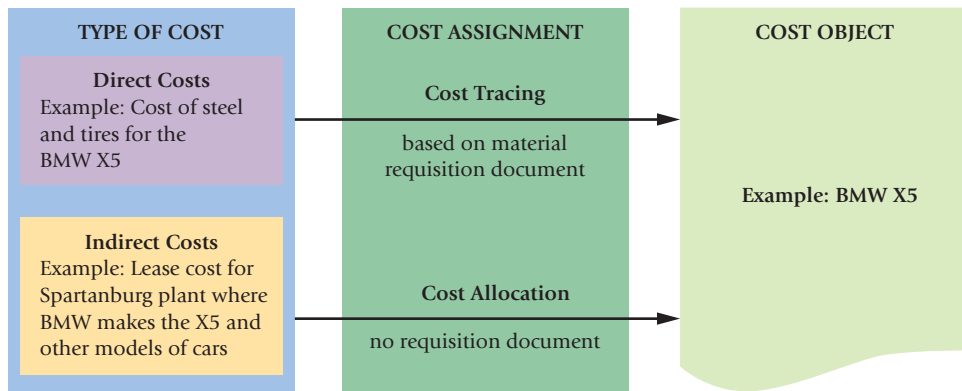 TYPE OF COST
Direct Costs
Example: Cost of steel
and tires for the
BMW X5
Indirect Costs
Example: Lease cost for
Spartanburg plant where
BMW makes the X5 and
other models of cars
COST ASSIGNMENT
Cost Tracing
based on material
requisition document
Cost Allocation
no requisition document
COST OBJECT
Example: BMW X5